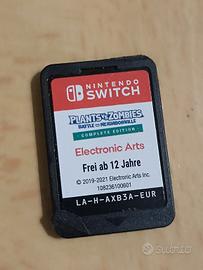 NINTENDO
SWITCH
PLANTS VS. ZOMBIES
BATTLE FOR NEIGHBORVILLE
COMPLETE EDITION
Electronic Arts
Frei ab 12 Jahre
© 2019-2021 Electronic Arts Inc.
108236100601
LA-H-AXB3A-EUR
Subito